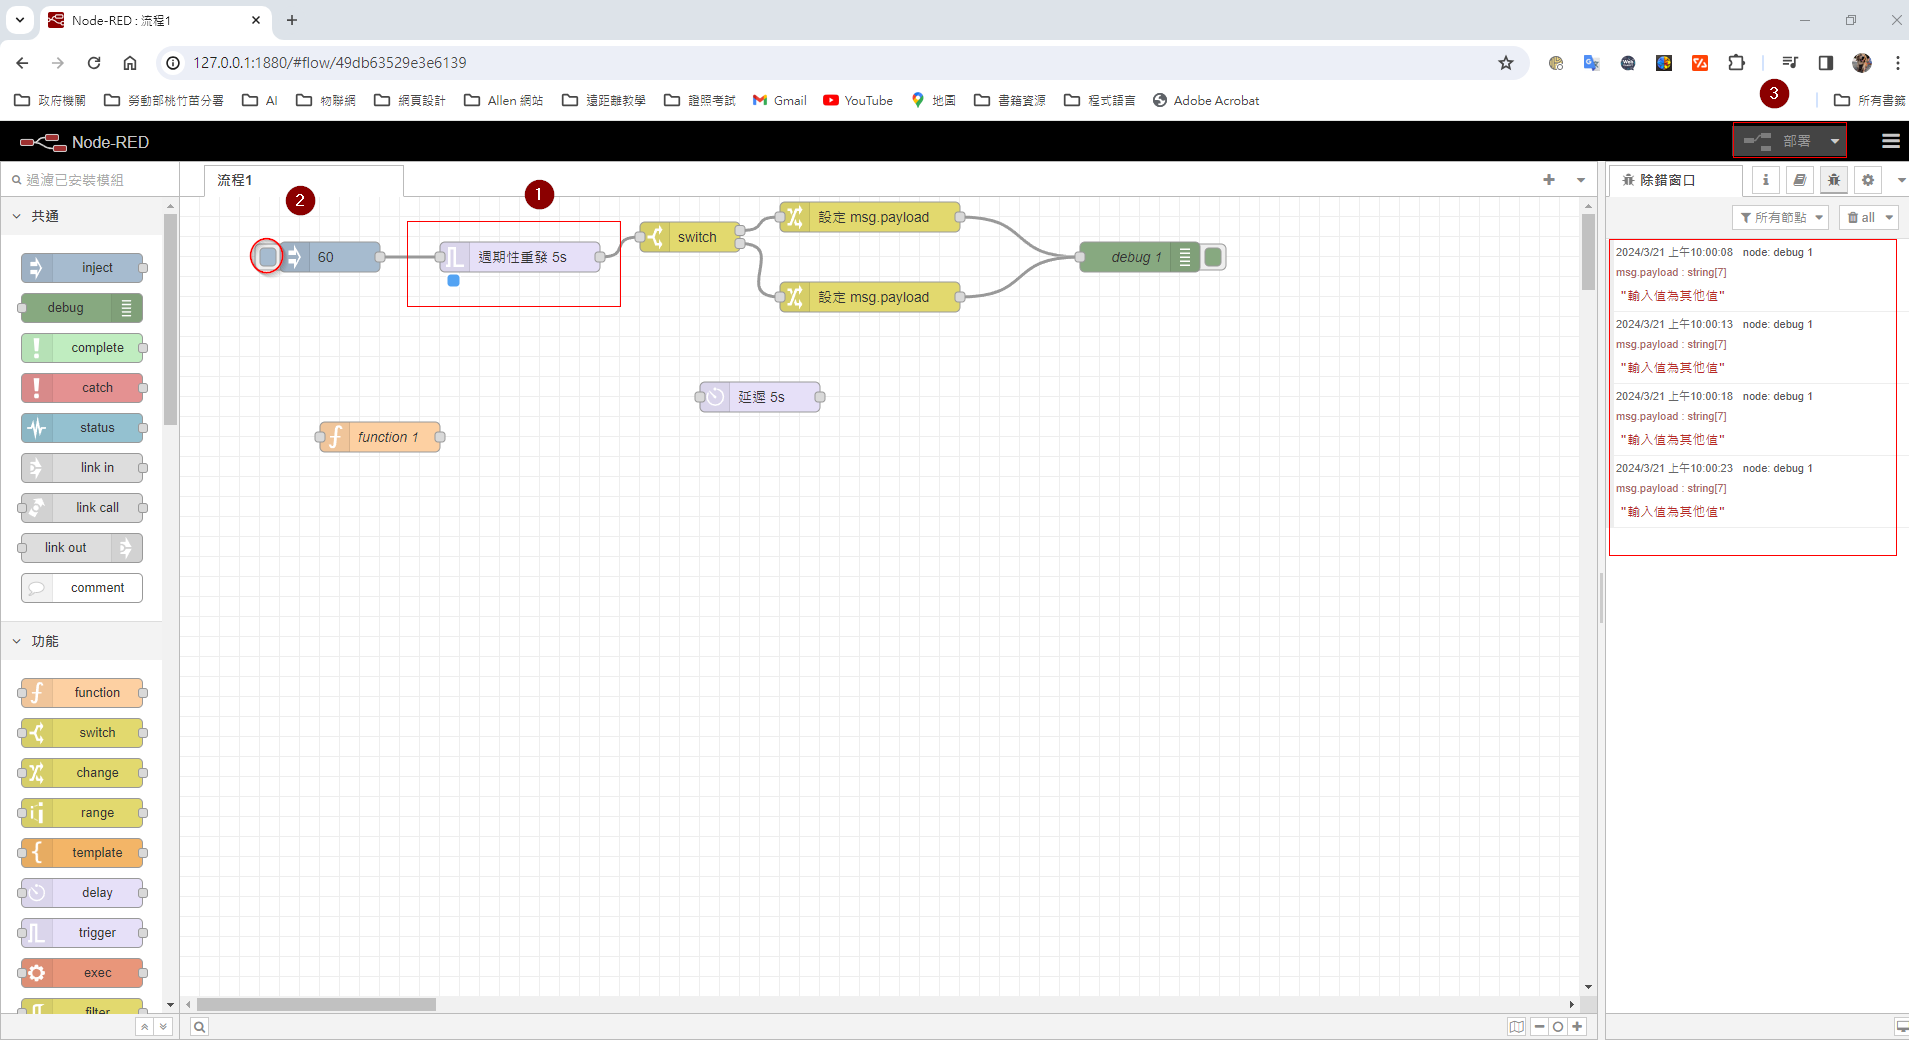 Node-RED : 流程1
127.0.0.1:1880/#flow/49db63529e3e6139
政府機關 勞動部桃竹苗分署 AI 物聯網 網頁設計 Allen 網站 遠距離教學 證照考試 Gmail YouTube 地圖 書籍資源 程式語言 Adobe Acrobat 所有書籤
3
Node-RED 部署
過濾已安裝模組
流程1
除錯窗口
i
所有節點 all
共通
inject
debug
complete
catch
status
link in
link call
link out
comment
功能
function
switch
change
range
template
delay
trigger
exec
filter
2
1
60
週期性重發 5s
switch
設定 msg.payload
設定 msg.payload
debug 1
延遲 5s
function 1
2024/3/21 上午10:00:08 node: debug 1
msg.payload : string[7]
"輸入值為其他值"
2024/3/21 上午10:00:13 node: debug 1
msg.payload : string[7]
"輸入值為其他值"
2024/3/21 上午10:00:18 node: debug 1
msg.payload : string[7]
"輸入值為其他值"
2024/3/21 上午10:00:23 node: debug 1
msg.payload : string[7]
"輸入值為其他值"